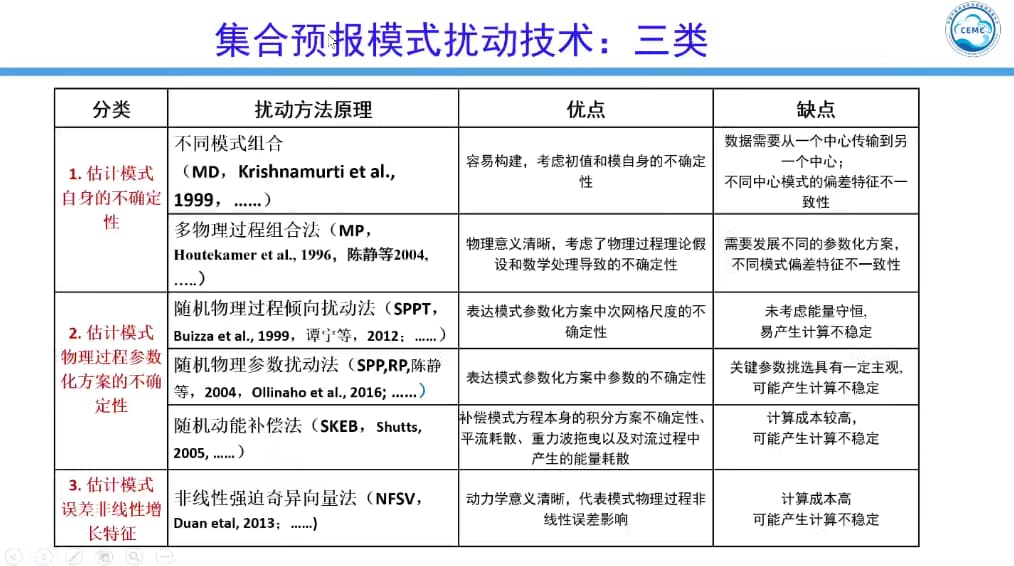 集合预报模式扰动技术：三类
CEMC
分类
扰动方法原理
优点
缺点
1. 估计模式
自身的不确定
性
不同模式组合
（MD，Krishnamurti et al.,
1999，……）
容易构建，考虑初值和模自身的不确定
性
数据需要从一个中心传输到另
一个中心；
不同中心模式的偏差特征不一
致性
多物理过程组合法（MP，
Houtekamer et al., 1996，陈静等2004,
…..）
物理意义清晰，考虑了物理过程理论假
设和数学处理导致的不确定性
需要发展不同的参数化方案，
不同模式偏差特征不一致性
2. 估计模式
物理过程参数
化方案的不确
定性
随机物理过程倾向扰动法（SPPT，
Buizza et al., 1999，谭宁等，2012；……）
表达模式参数化方案中次网格尺度的不
确定性
未考虑能量守恒,
易产生计算不稳定
随机物理参数扰动法（SPP,RP,陈静
等，2004，Ollinaho et al., 2016; ……）
表达模式参数化方案中参数的不确定性
关键参数挑选具有一定主观,
可能产生计算不稳定
随机动能补偿法（SKEB，Shutts,
2005, ……）
补偿模式方程本身的积分方案不确定性、
平流耗散、重力波拖曳以及对流过程中
产生的能量耗散
计算成本较高，
可能产生计算不稳定
3. 估计模式
误差非线性增
长特征
非线性强迫奇异向量法（NFSV，
Duan etal, 2013；……)
动力学意义清晰，代表模式物理过程非
线性误差影响
计算成本高
可能产生计算不稳定